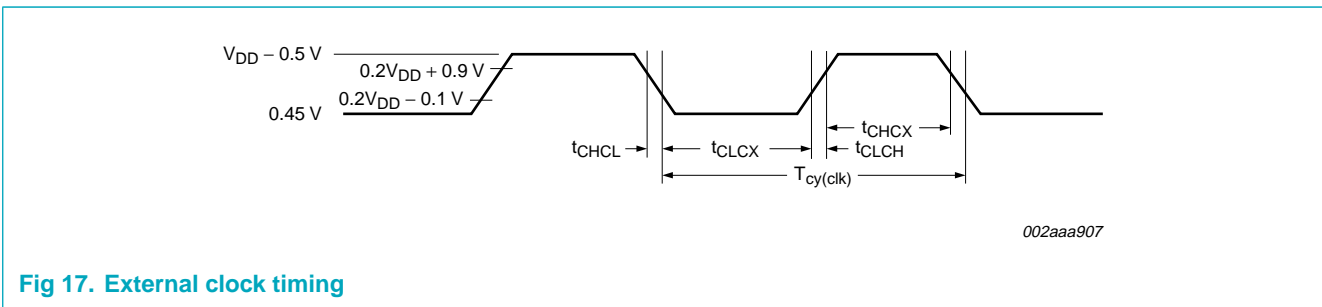 V_DD − 0.5 V
0.2V_DD + 0.9 V
0.2V_DD − 0.1 V
0.45 V
t_CHCX
t_CHCL
t_CLCX
t_CLCH
T_cy(clk)
002aaa907
Fig 17. External clock timing